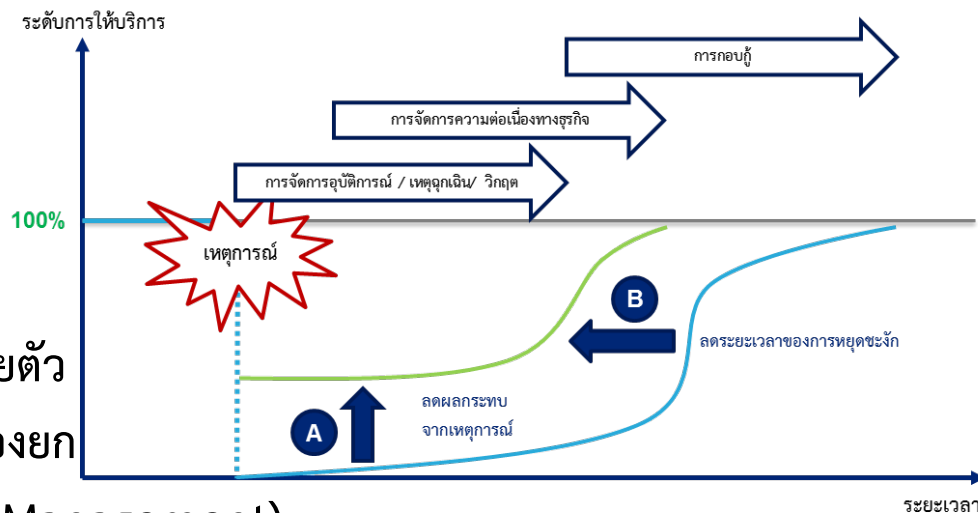 ระดับการให้บริการ
การกอบกู้
การจัดการความต่อเนื่องทางธุรกิจ
การจัดการอุบัติการณ์ / เหตุฉุกเฉิน/ วิกฤต
100%
เหตุการณ์
B
ลดระยะเวลาของการหยุดชะงัก
ลดผลกระทบ
จากเหตุการณ์
A
ระยะเวลา